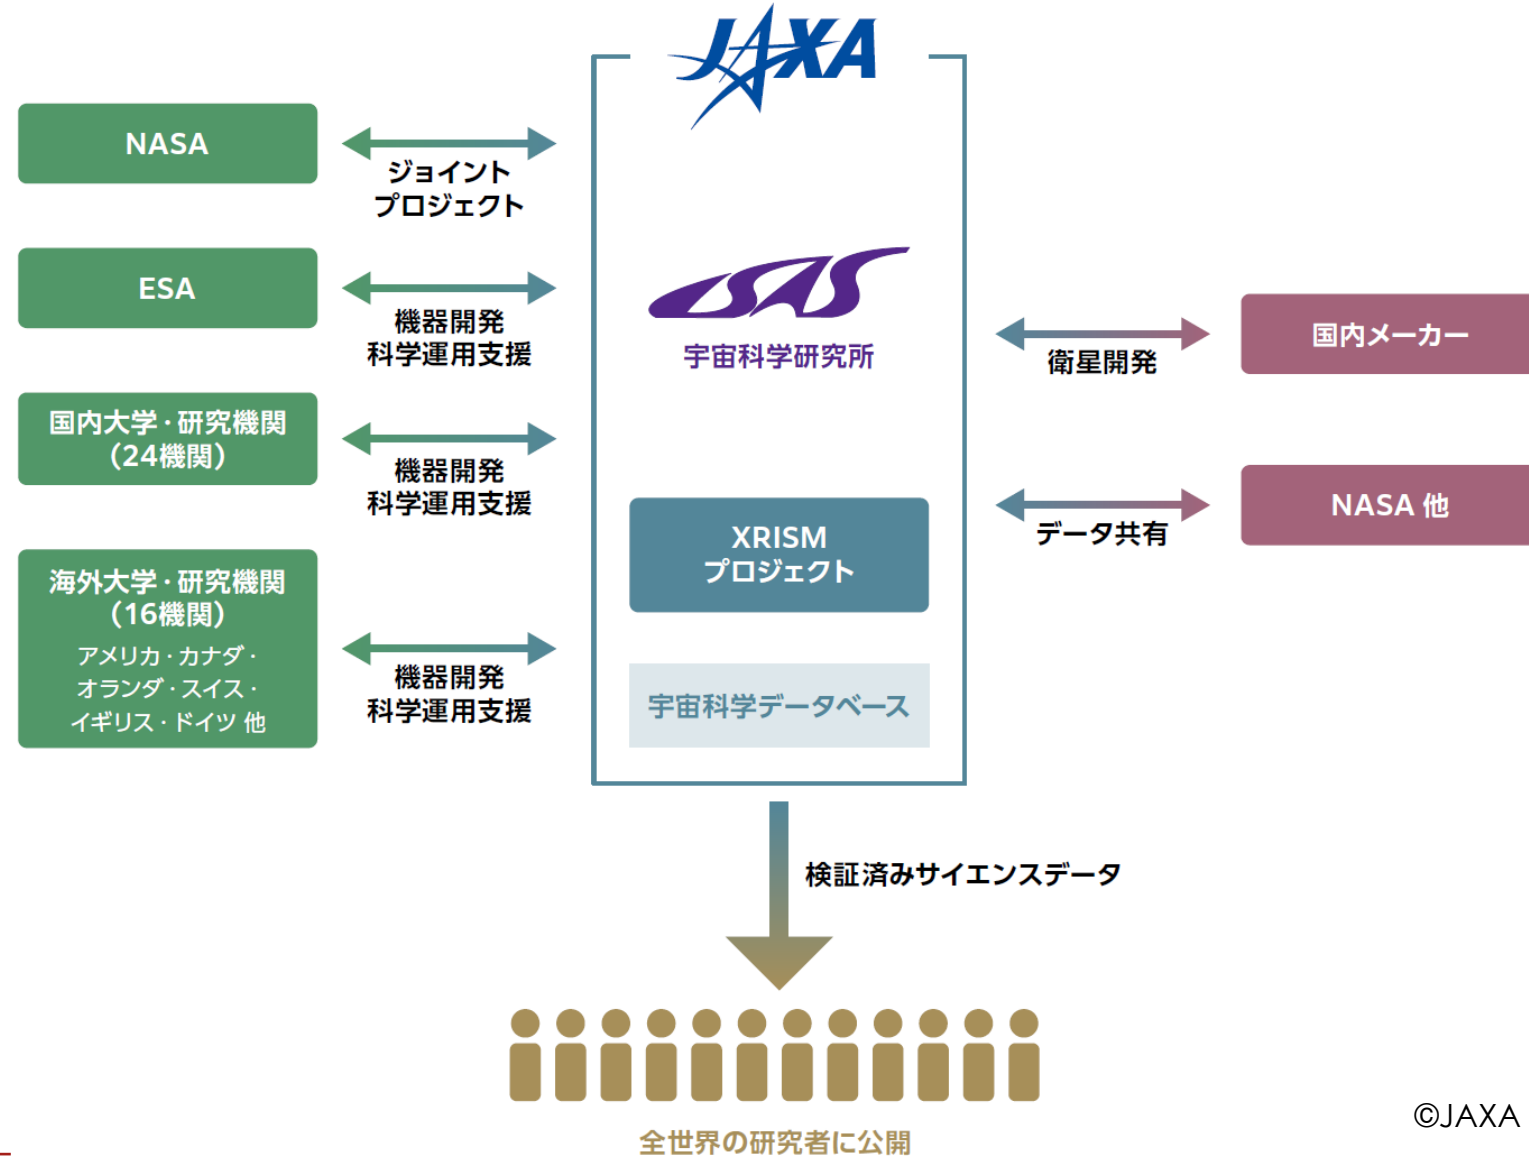 JAXA
NASA
ジョイント
プロジェクト
ESA
機器開発
科学運用支援
ISAS
宇宙科学研究所
国内メーカー
衛星開発
国内大学・研究機関
（24機関）
機器開発
科学運用支援
NASA 他
データ共有
XRISM
プロジェクト
海外大学・研究機関
（16機関）
アメリカ・カナダ・
オランダ・スイス・
イギリス・ドイツ 他
機器開発
科学運用支援
宇宙科学データベース
検証済みサイエンスデータ
全世界の研究者に公開
©JAXA